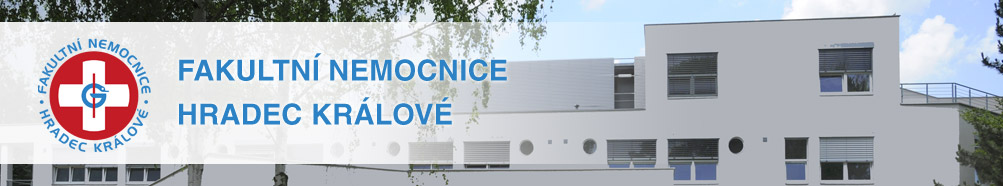 FAKULTNÍ NEMOCNICE
HRADEC KRÁLOVÉ
FAKULTNÍ NEMOCNICE
HRADEC KRÁLOVÉ